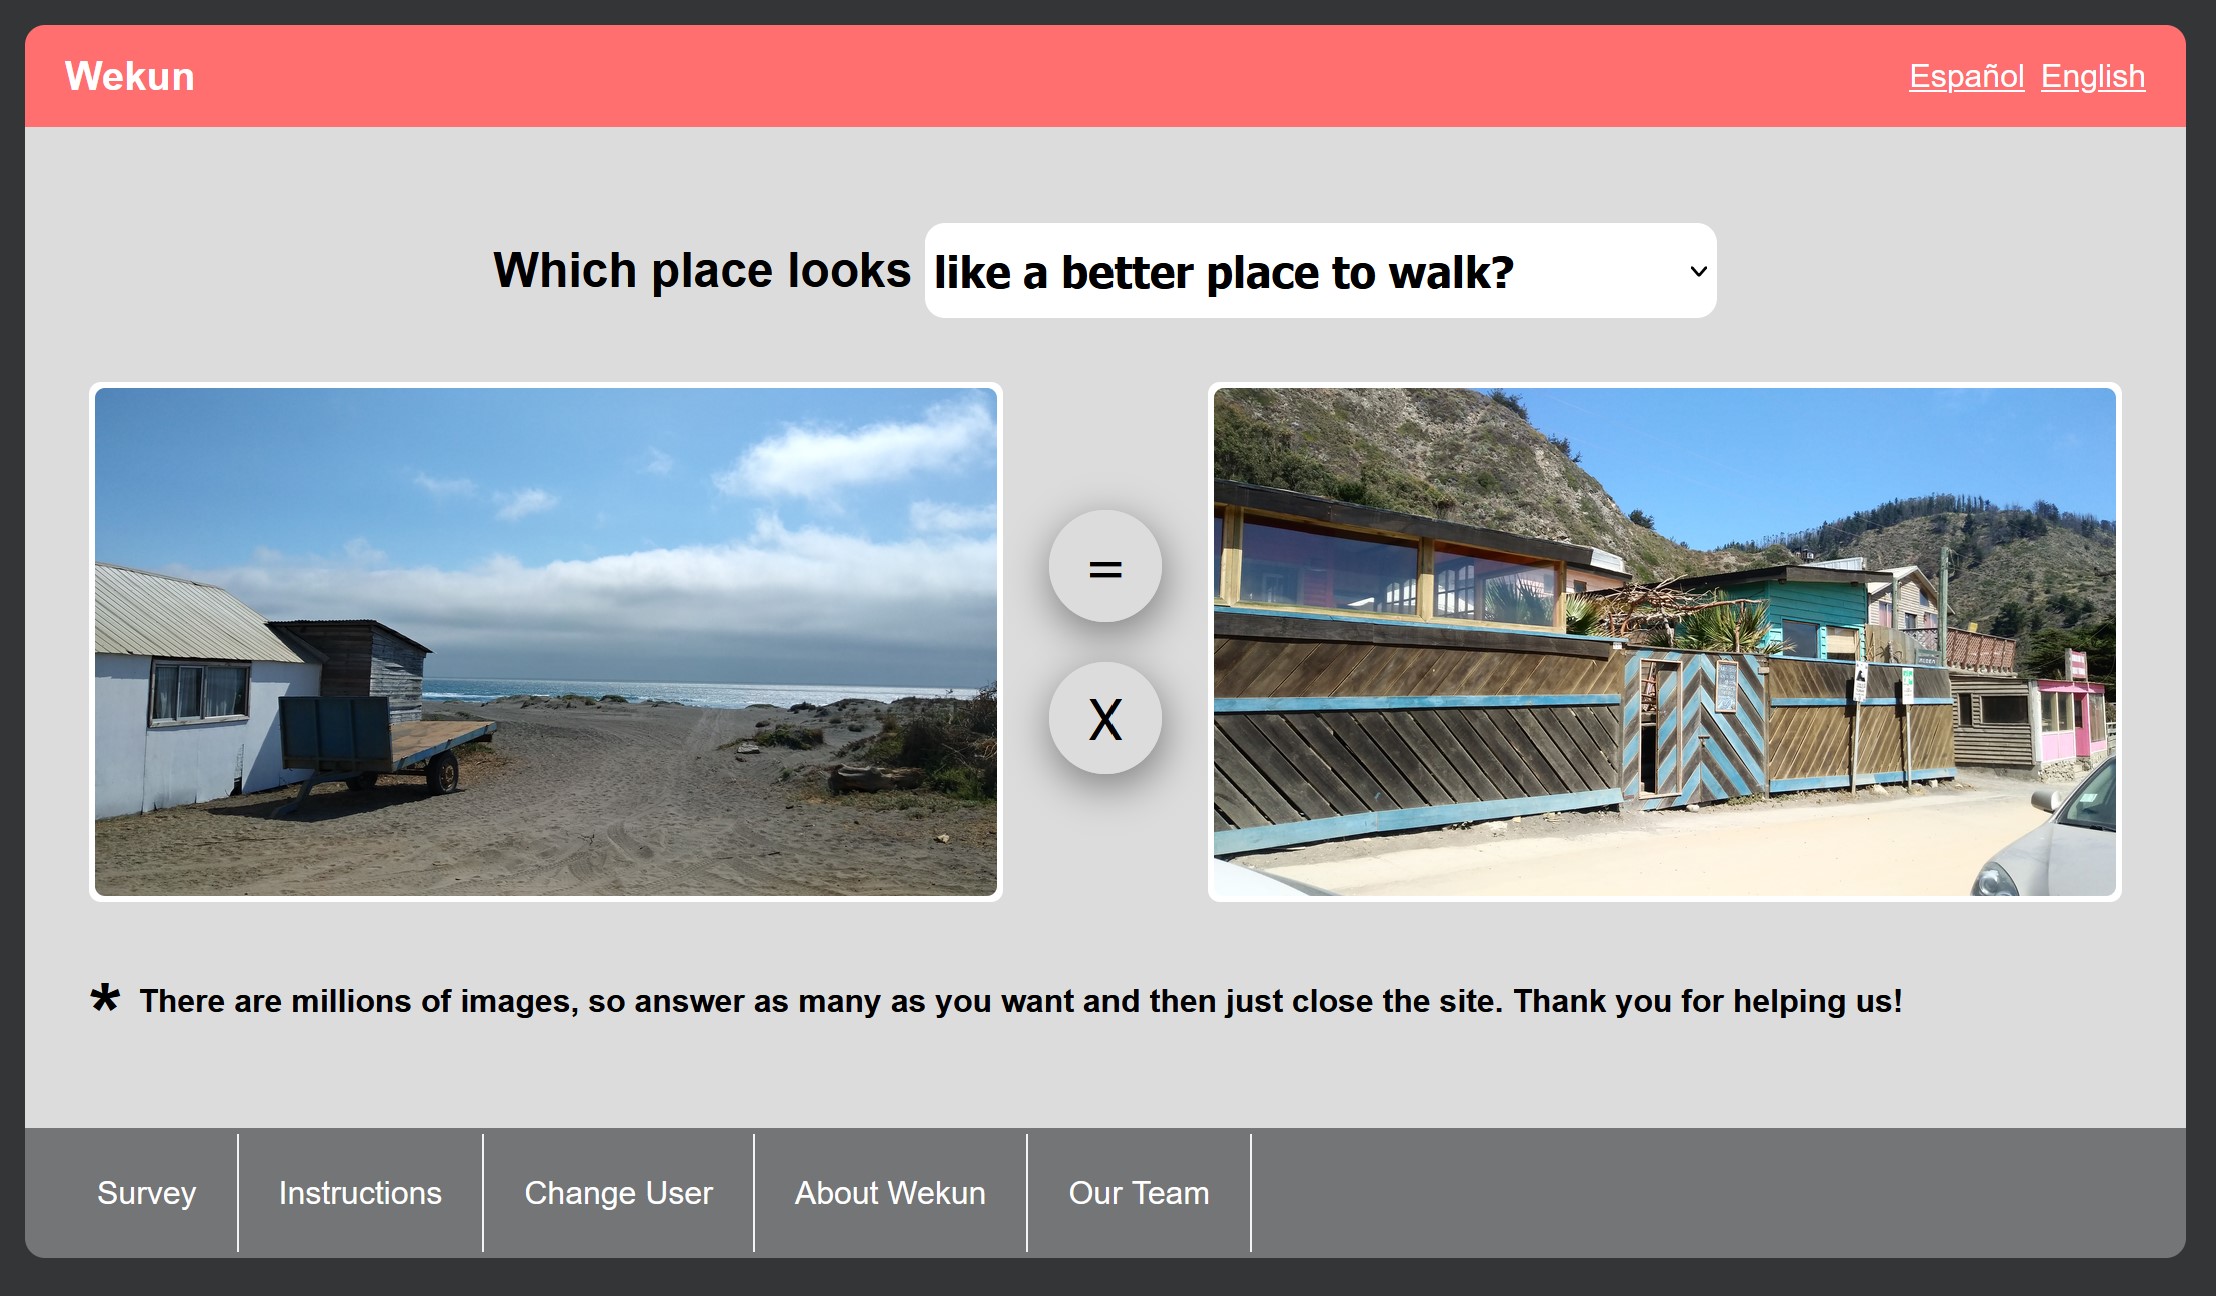 Wekun
Español English
Which place looks like a better place to walk?
=
X
* There are millions of images, so answer as many as you want and then just close the site. Thank you for helping us!
Survey
Instructions
Change User
About Wekun
Our Team